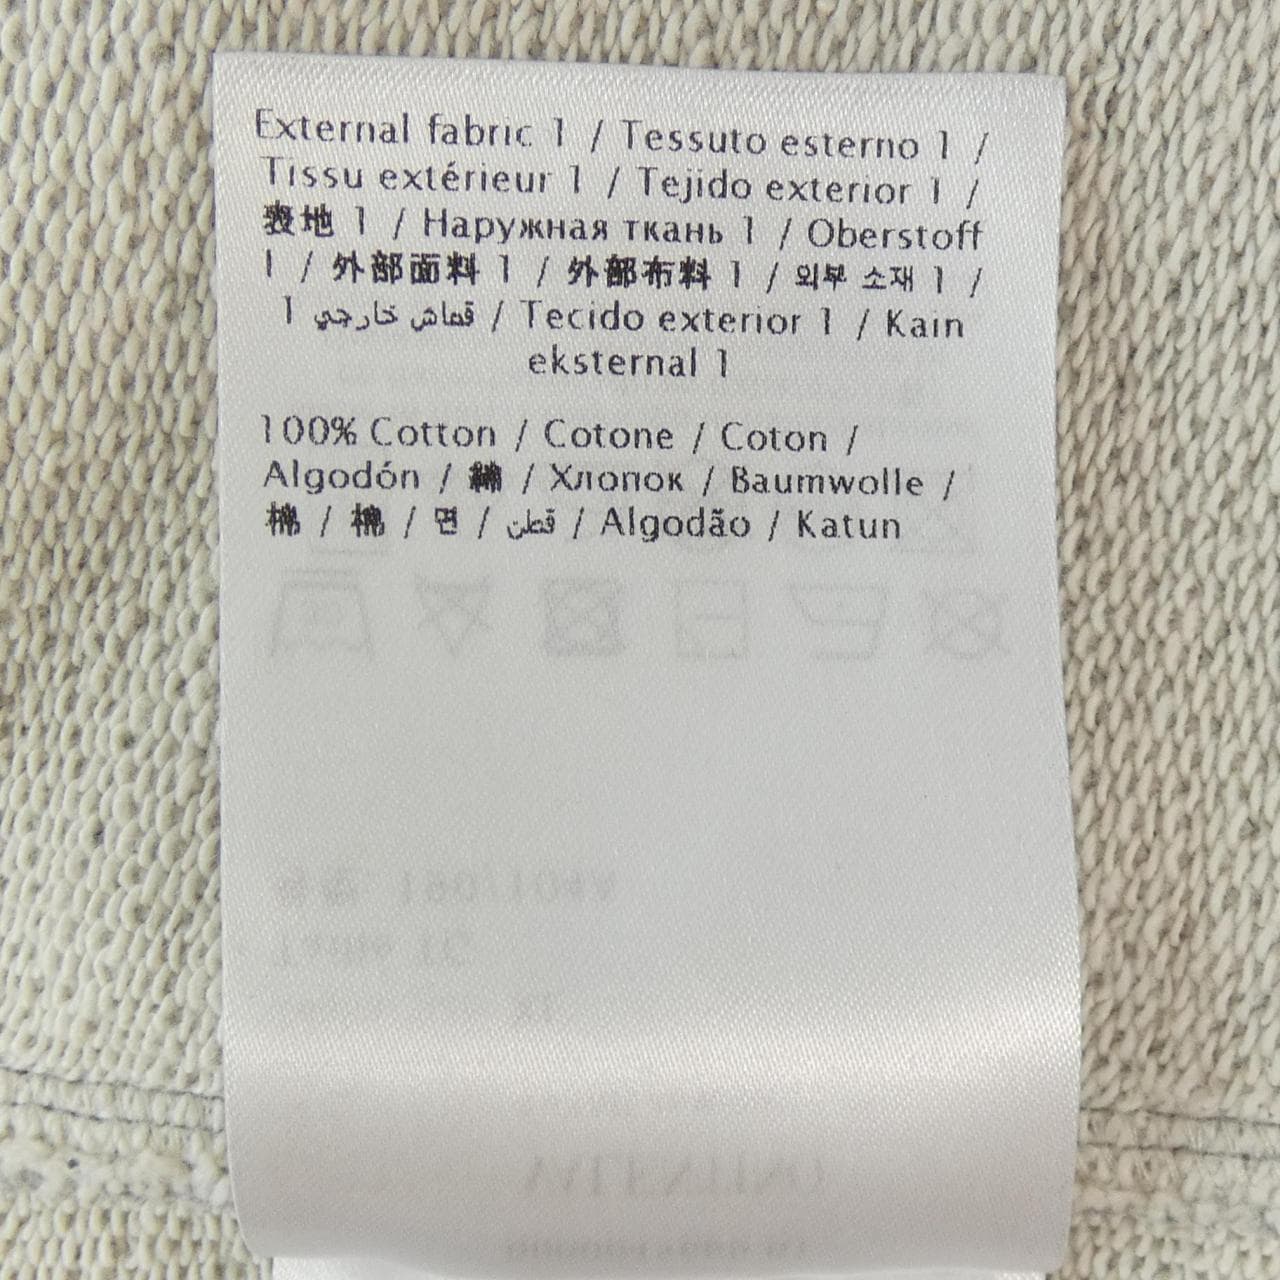 External fabric 1 / Tessuto esterno 1 /
Tissu extérieur 1 / Tejido exterior 1 /
表地 1 / Наружная ткань 1 / Oberstoff
1 / 外部面料 1 / 外部布料 1 / 외부 소재 1 /
قماش خارجي 1 / Tecido exterior 1 / Kain
eksternal 1
100% Cotton / Cotone / Coton /
Algodón / 綿 / Хлопок / Baumwolle /
棉 / 棉 / 면 / قطن / Algodão / Katun